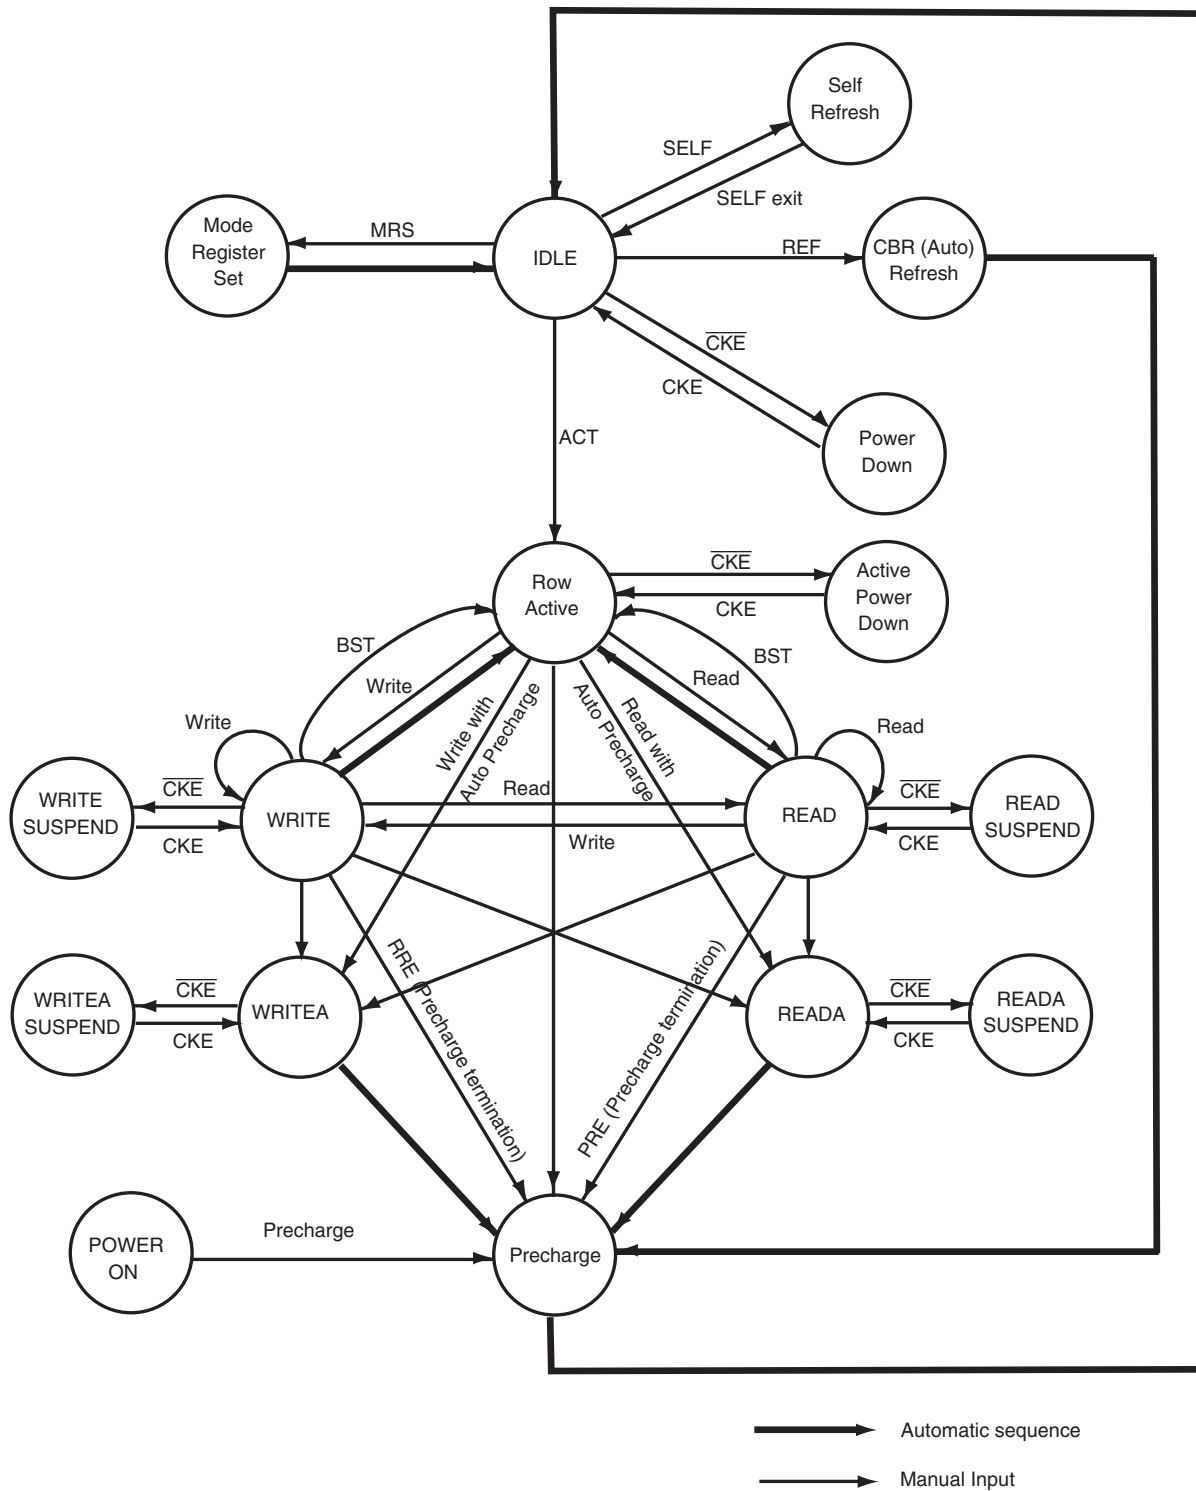 Self
Refresh
SELF
SELF exit
Mode
Register
Set
MRS
IDLE
REF
CBR (Auto)
Refresh
CKE
CKE
Power
Down
ACT
Row
Active
CKE
CKE
Active
Power
Down
BST
BST
Write
Read
Write with
Auto Precharge
Read with
Auto Precharge
Write
Read
WRITE
SUSPEND
CKE
CKE
WRITE
Read
Write
READ
CKE
CKE
READ
SUSPEND
RRE (Precharge termination)
PRE (Precharge termination)
WRITEA
SUSPEND
CKE
CKE
WRITEA
READA
CKE
CKE
READA
SUSPEND
POWER
ON
Precharge
Precharge
Automatic sequence
Manual Input